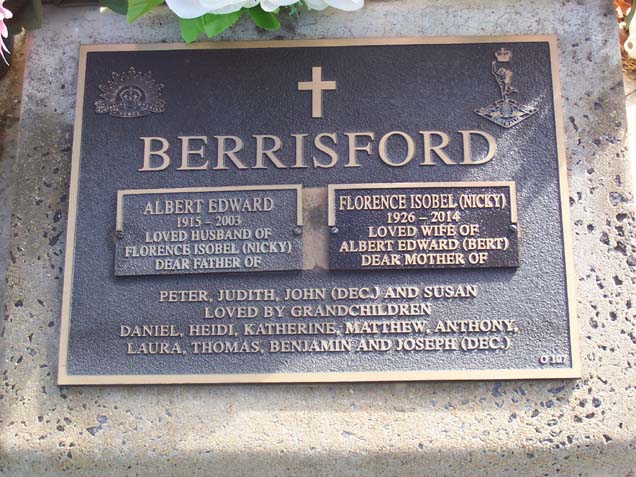 BERRISFORD
ALBERT EDWARD
1915 - 2003
LOVED HUSBAND OF
FLORENCE ISOBEL (NICKY)
DEAR FATHER OF
FLORENCE ISOBEL (NICKY)
1926 - 2014
LOVED WIFE OF
ALBERT EDWARD (BERT)
DEAR MOTHER OF
PETER, JUDITH, JOHN (DEC.) AND SUSAN
LOVED BY GRANDCHILDREN
DANIEL, HEIDI, KATHERINE, MATTHEW, ANTHONY,
LAURA, THOMAS, BENJAMIN AND JOSEPH (DEC.)
O 107